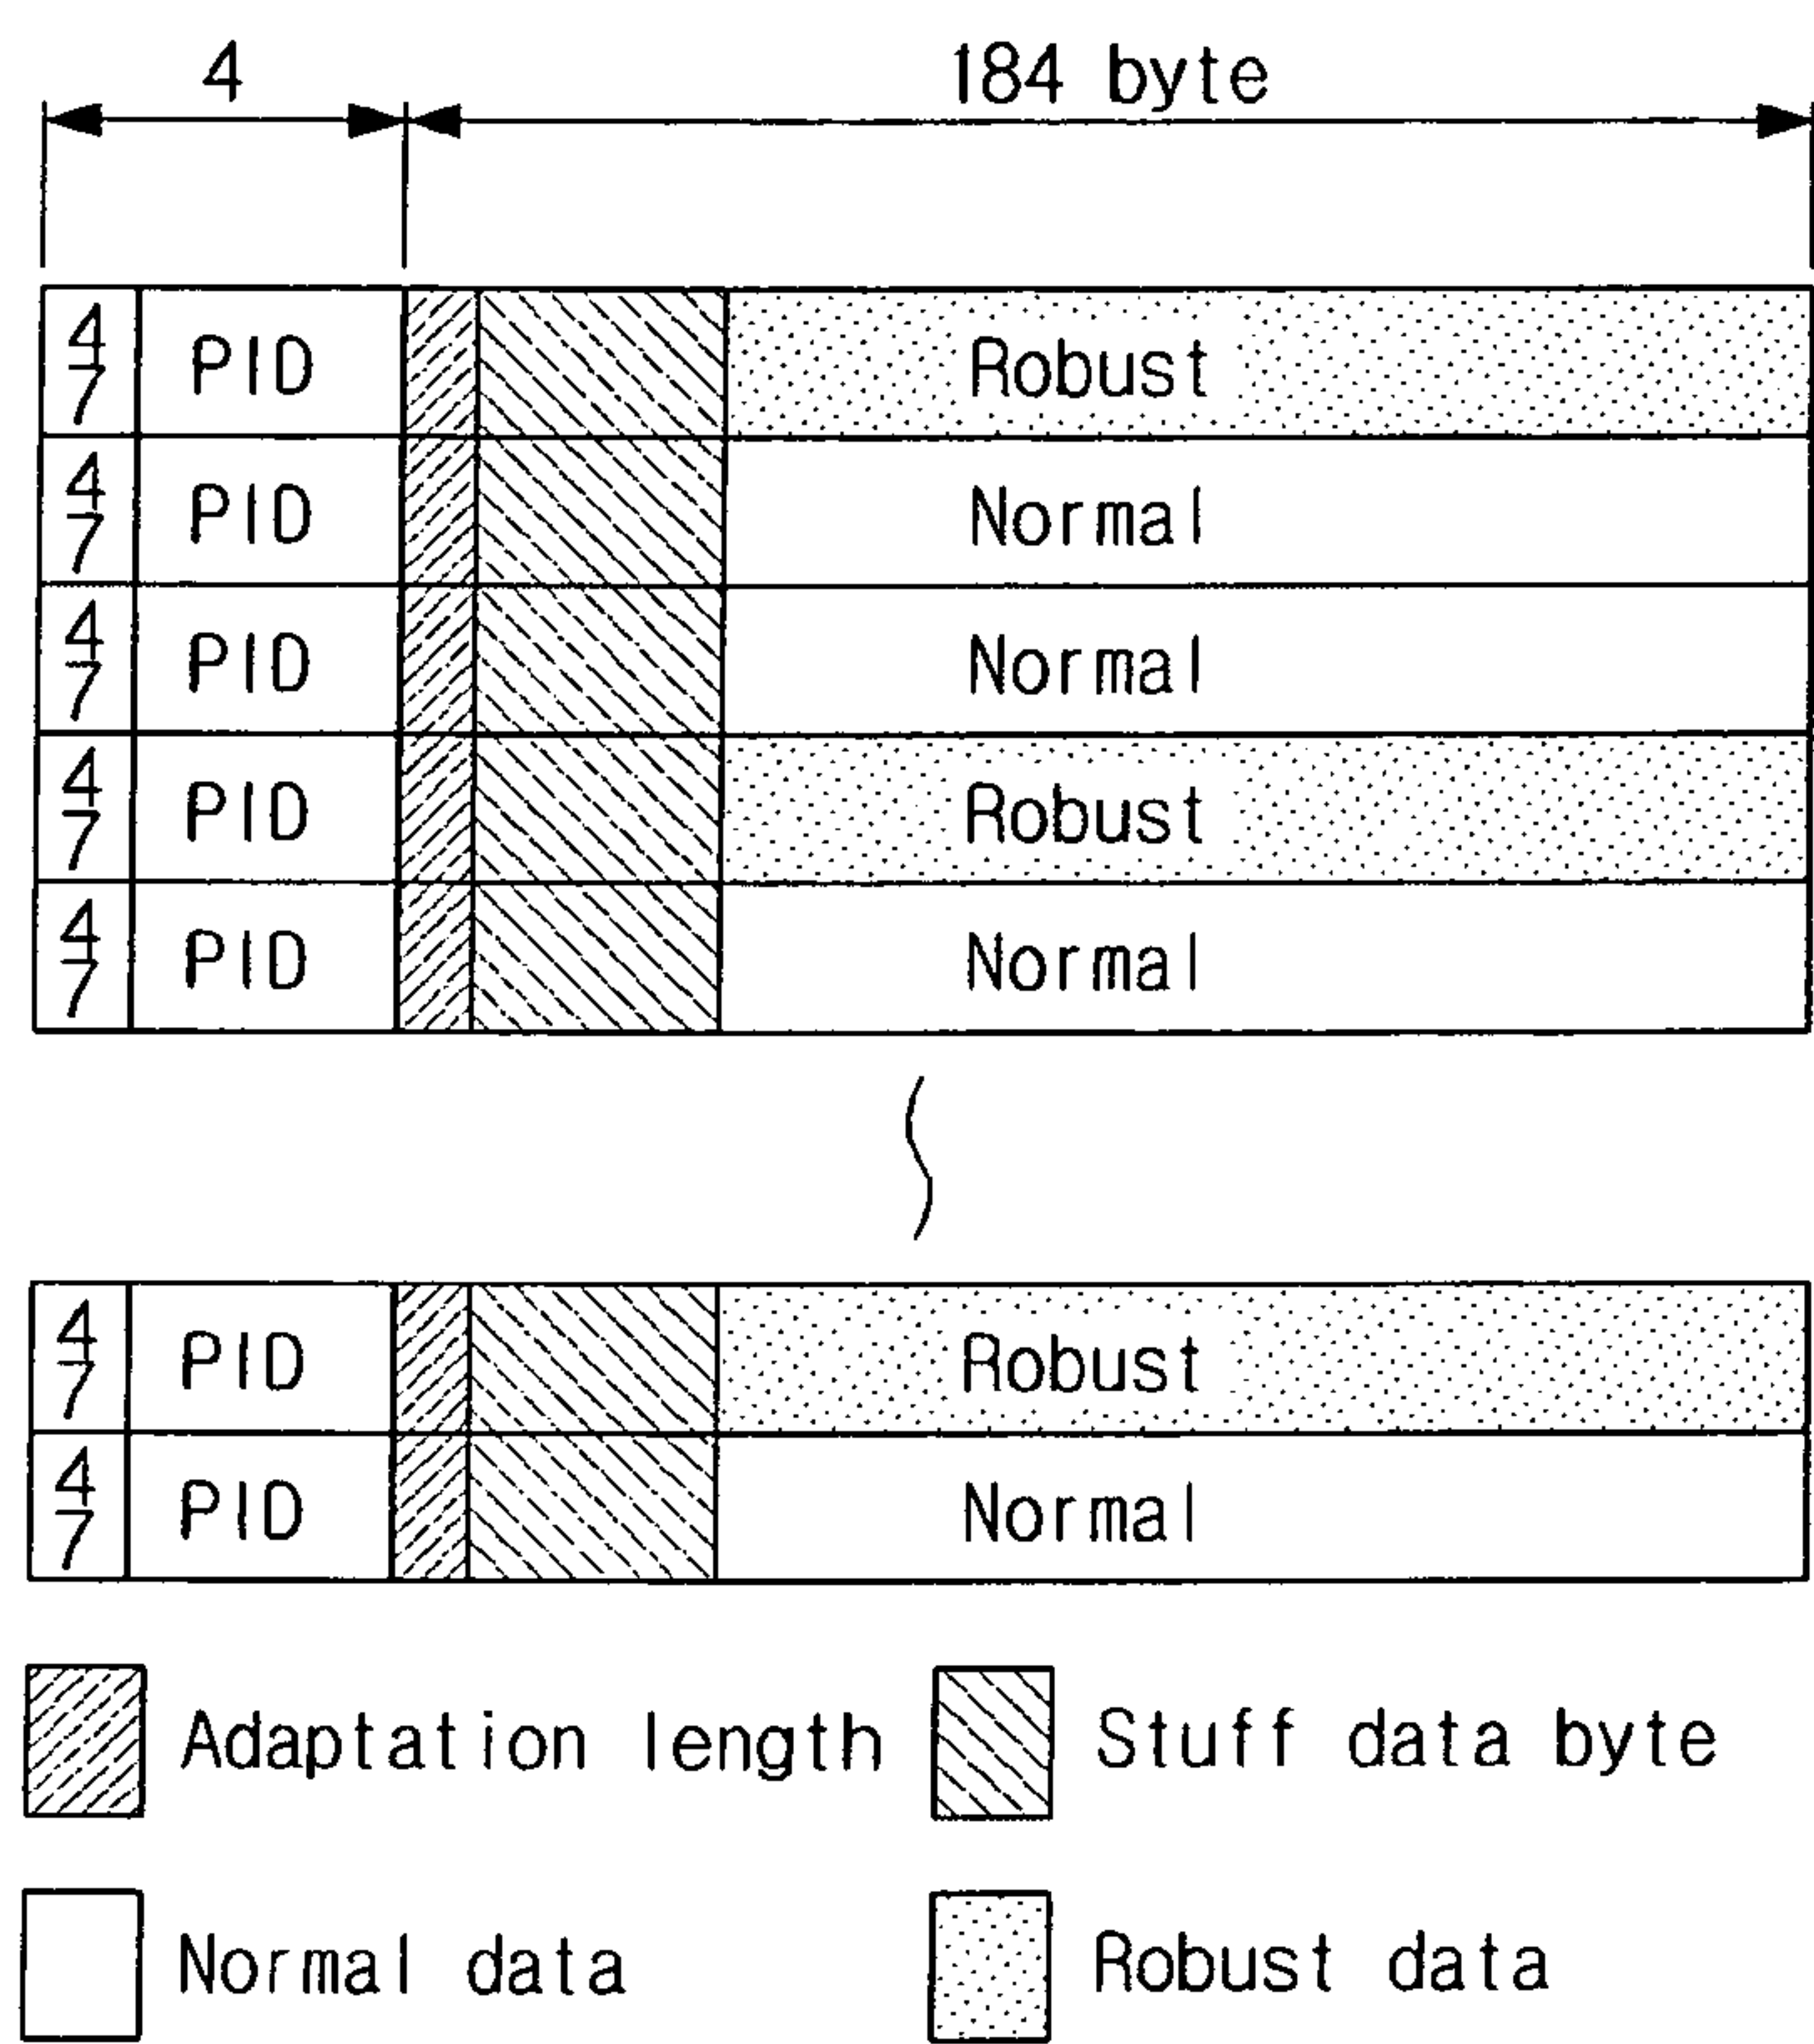 4 184 byte
47 PID Robust
47 PID Normal
47 PID Normal
47 PID Robust
47 PID Normal
47 PID Robust
47 PID Normal
Adaptation length Stuff data byte
Normal data Robust data